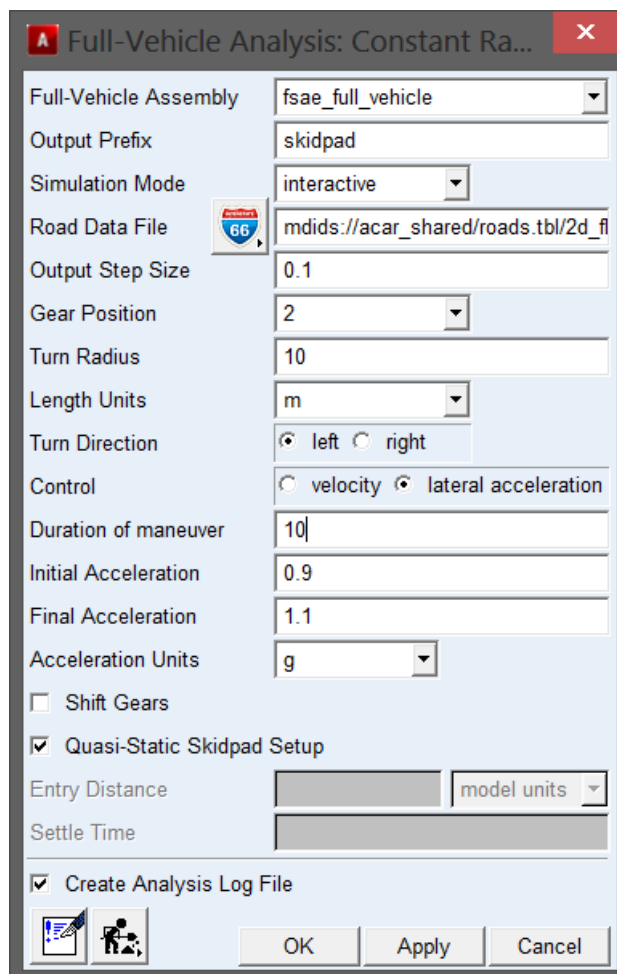 Full-Vehicle Analysis: Constant Ra...
Full-Vehicle Assembly fsae_full_vehicle
Output Prefix skidpad
Simulation Mode interactive
Road Data File 66 mdids://acar_shared/roads.tbl/2d_fl
Output Step Size 0.1
Gear Position 2
Turn Radius 10
Length Units m
Turn Direction left right
Control velocity lateral acceleration
Duration of maneuver 10
Initial Acceleration 0.9
Final Acceleration 1.1
Acceleration Units g
Shift Gears
Quasi-Static Skidpad Setup
Entry Distance model units
Settle Time
Create Analysis Log File
OK Apply Cancel